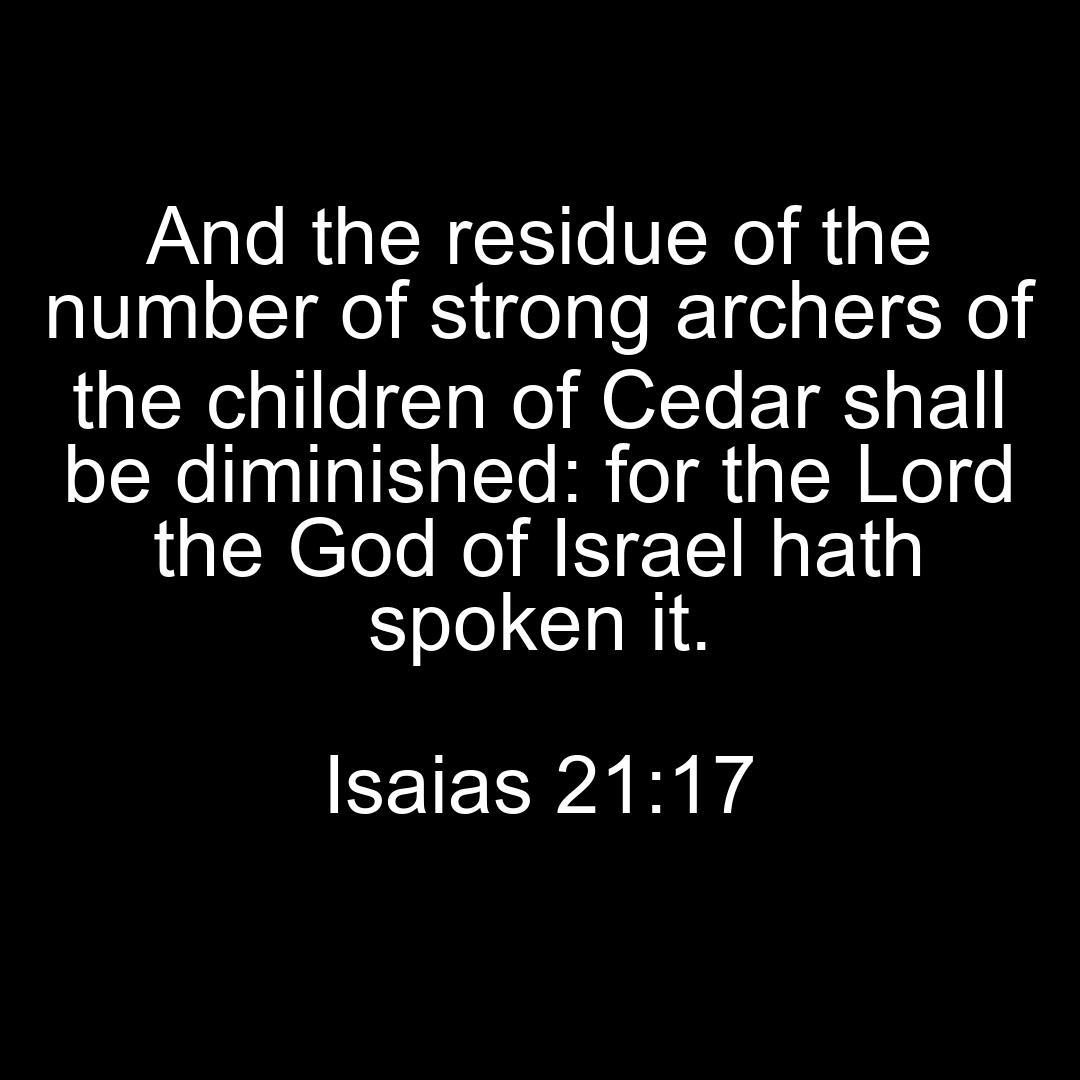 And the residue of the
number of strong archers of
the children of Cedar shall
be diminished: for the Lord
the God of Israel hath
spoken it.
Isaias 21:17